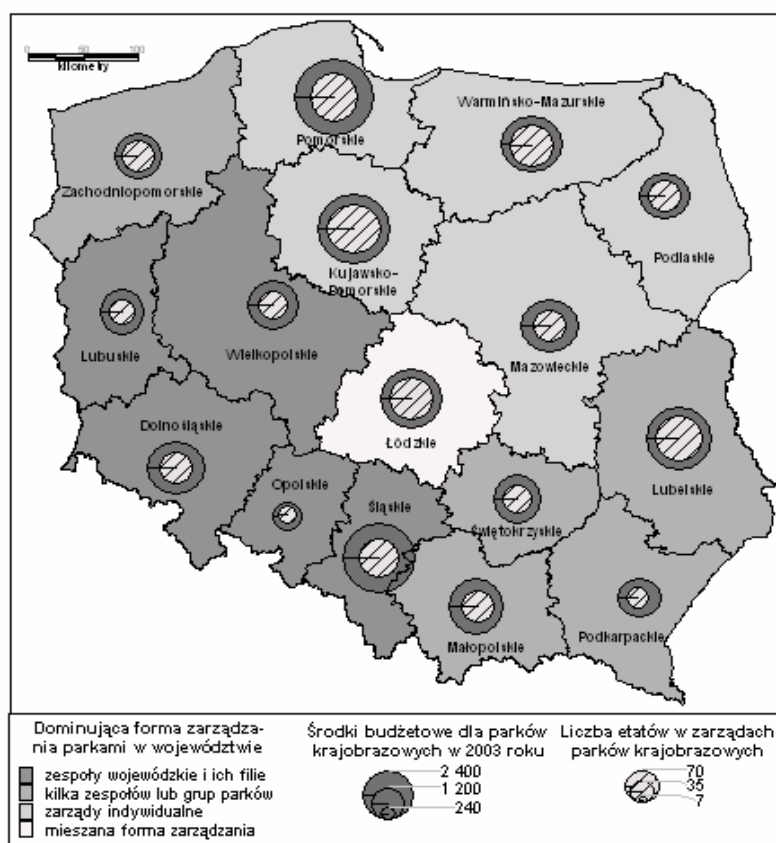 0 50 100
kilometry
Warmińsko-Mazurskie
Pomorskie
Zachodniopomorskie
Podlaskie
Kujawsko-
Pomorskie
Lubuskie
Wielkopolskie
Mazowieckie
Dolnośląskie
Łódzkie
Opolskie
Śląskie
Lubelskie
Świętokrzyskie
Małopolskie
Podkarpackie
Dominująca forma zarządza-
nia parkami w województwie
zespoły wojewódzkie i ich filie
kilka zespołów lub grup parków
zarządy indywidualne
mieszana forma zarządzania
Środki budżetowe dla parków
krajobrazowych w 2003 roku
2 400
1 200
240
Liczba etatów w zarządach
parków krajobrazowych
70
35
7